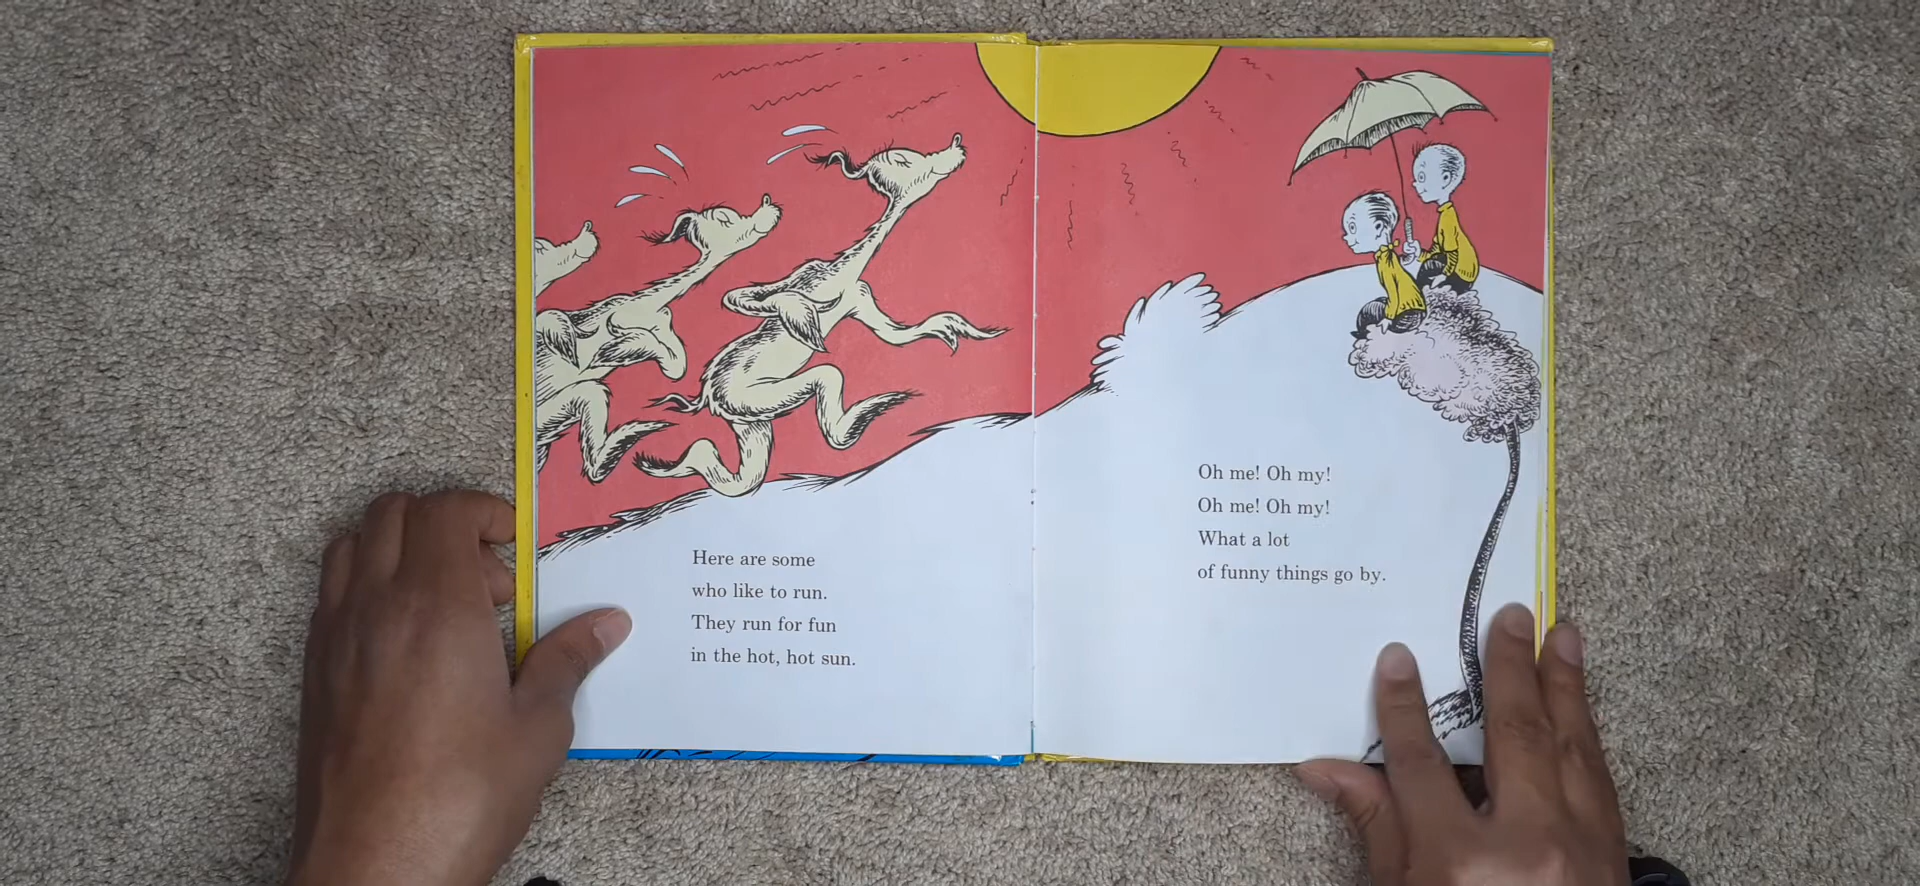 Here are some
who like to run.
They run for fun
in the hot, hot sun.
Oh me! Oh my!
Oh me! Oh my!
What a lot
of funny things go by.